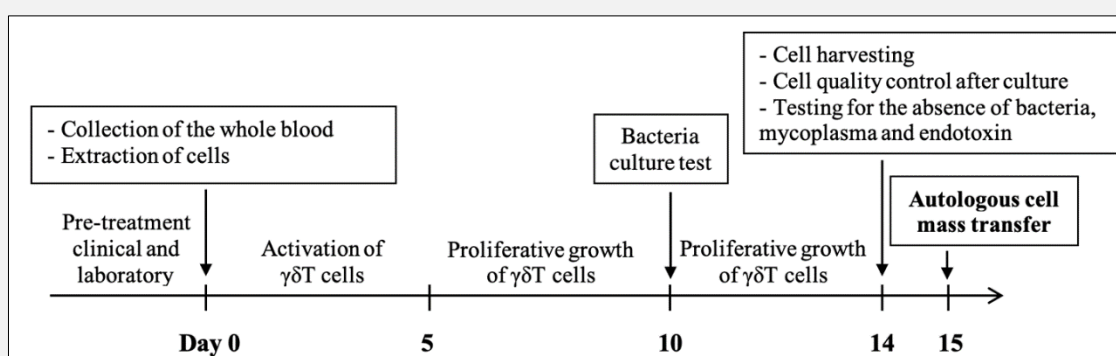 - Collection of the whole blood
- Extraction of cells
Bacteria
culture test
- Cell harvesting
- Cell quality control after culture
- Testing for the absence of bacteria,
mycoplasma and endotoxin
Autologous cell
mass transfer
Pre-treatment
clinical and
laboratory
Activation of
γδT cells
Proliferative growth
of γδT cells
Proliferative growth
of γδT cells
Day 0
5
10
14
15